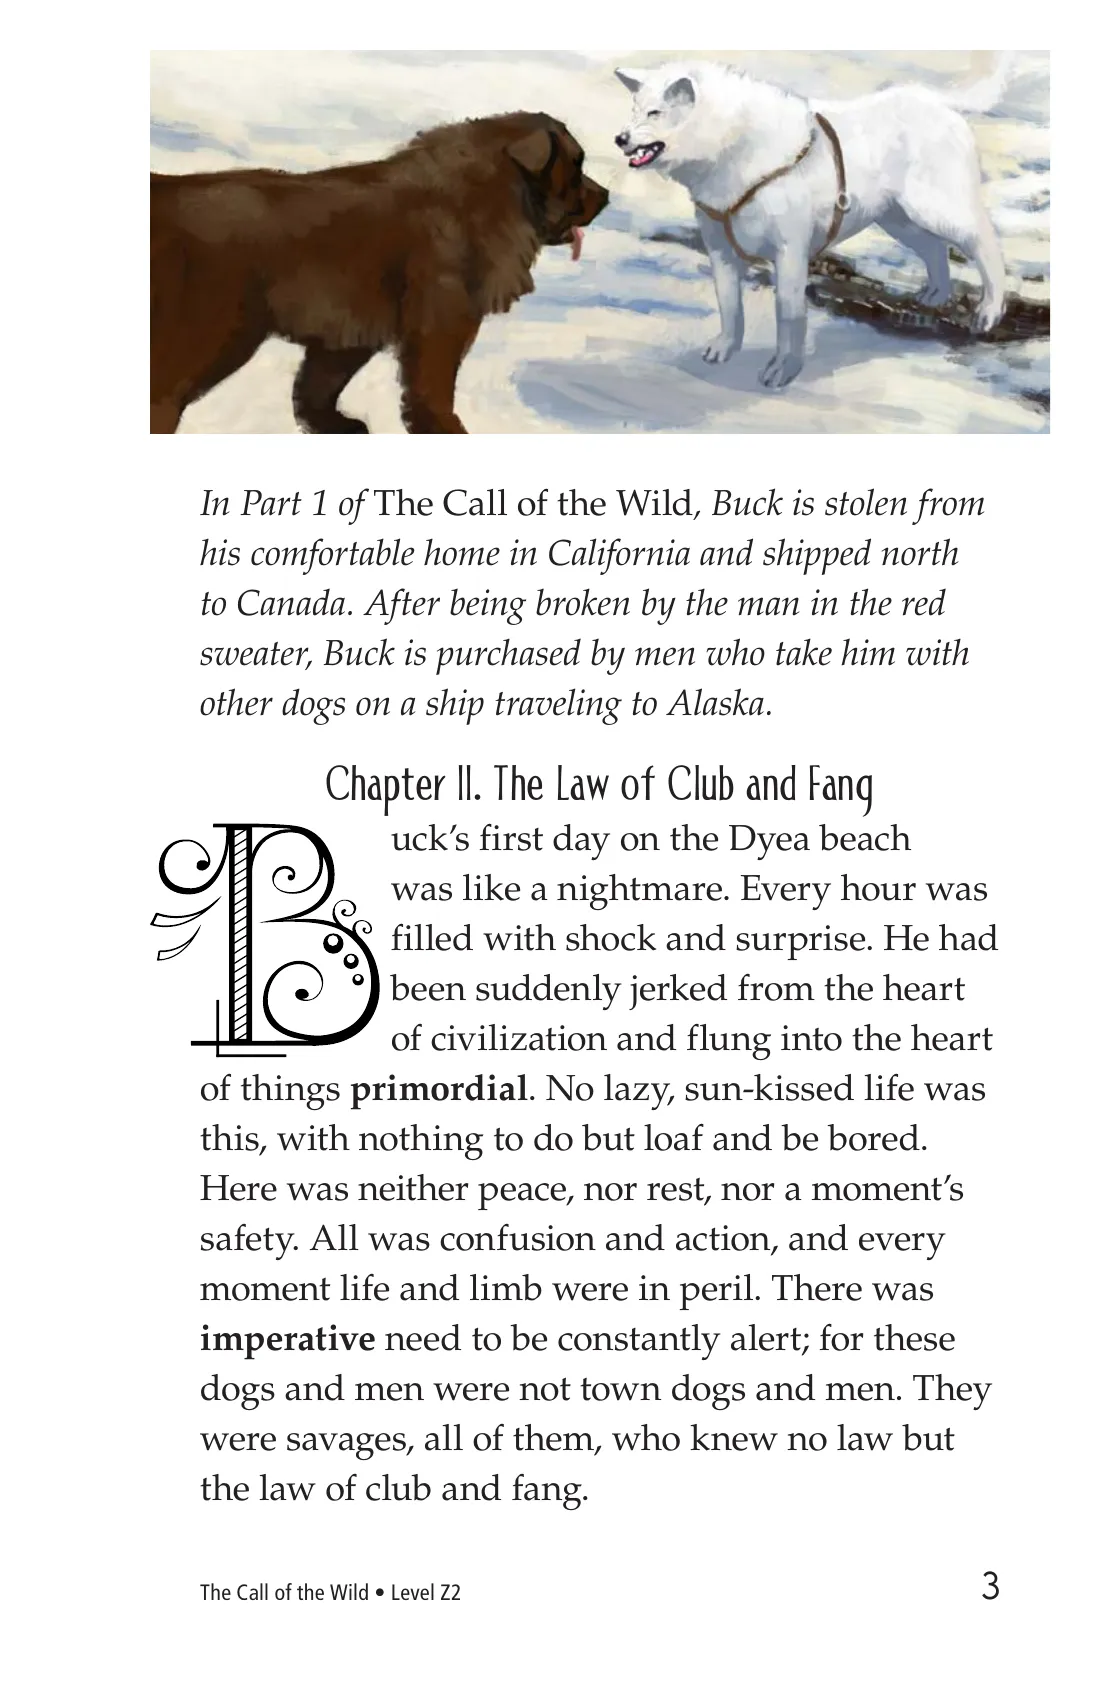 In Part 1 of The Call of the Wild, Buck is stolen from
his comfortable home in California and shipped north
to Canada. After being broken by the man in the red
sweater, Buck is purchased by men who take him with
other dogs on a ship traveling to Alaska.
Chapter II. The Law of Club and Fang
Buck’s first day on the Dyea beach
was like a nightmare. Every hour was
filled with shock and surprise. He had
been suddenly jerked from the heart
of civilization and flung into the heart
of things primordial. No lazy, sun-kissed life was
this, with nothing to do but loaf and be bored.
Here was neither peace, nor rest, nor a moment’s
safety. All was confusion and action, and every
moment life and limb were in peril. There was
imperative need to be constantly alert; for these
dogs and men were not town dogs and men. They
were savages, all of them, who knew no law but
the law of club and fang.
The Call of the Wild • Level Z2
3